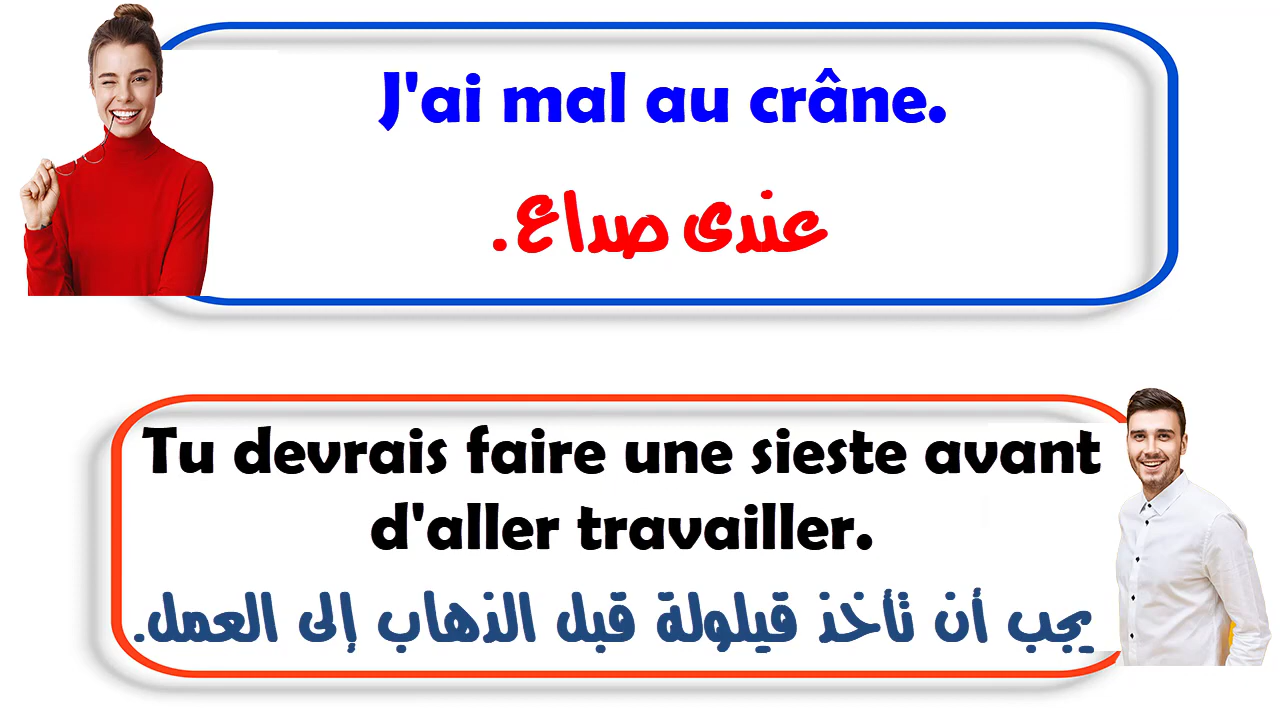 J'ai mal au crâne.
عندى صداع.
Tu devrais faire une sieste avant
d'aller travailler.
يجب أن تأخذ قيلولة قبل الذهاب إلى العمل.